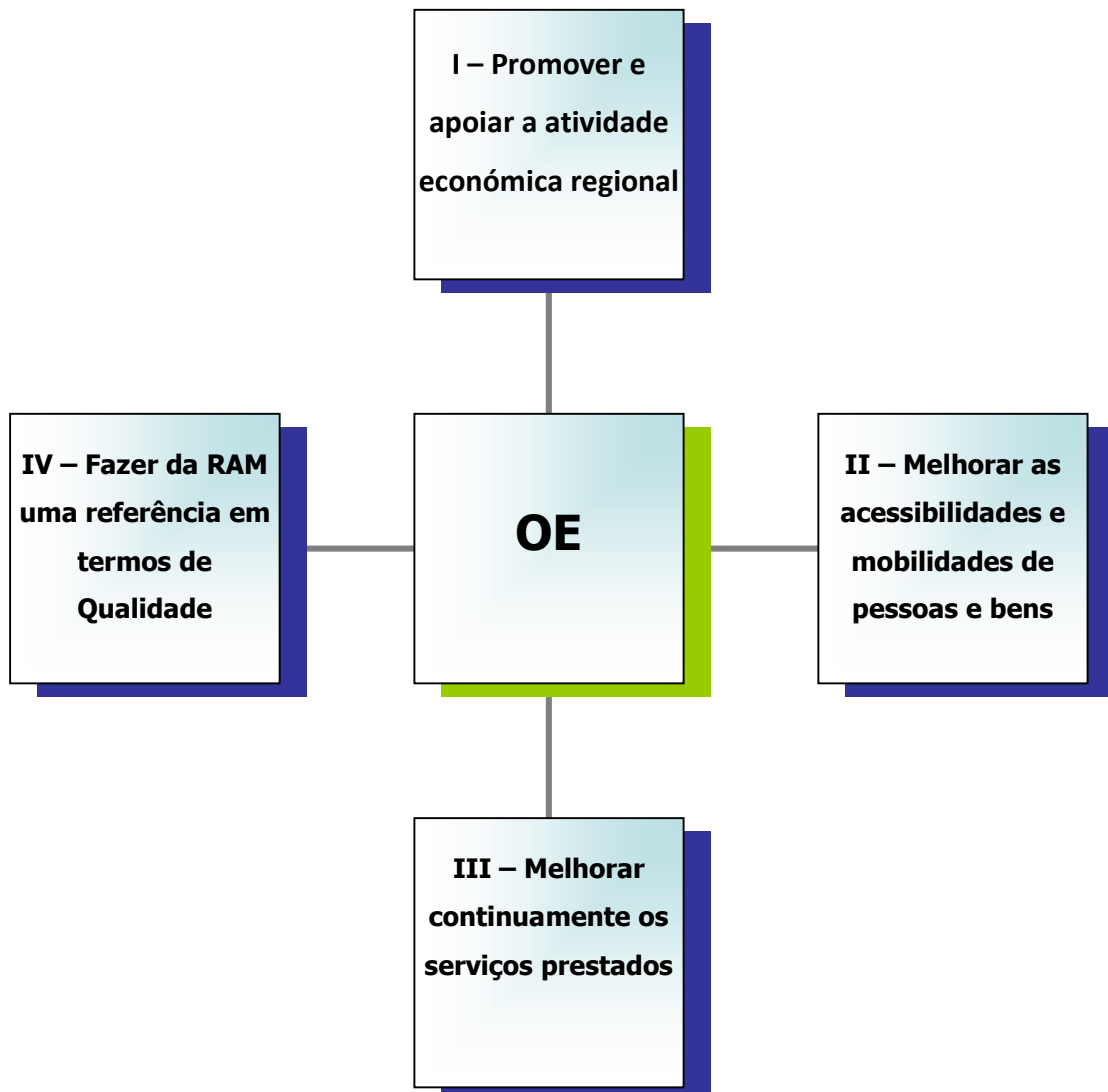 I – Promover e
apoiar a atividade
económica regional
IV – Fazer da RAM
uma referência em
termos de
Qualidade
OE
II – Melhorar as
acessibilidades e
mobilidades de
pessoas e bens
III – Melhorar
continuamente os
serviços prestados